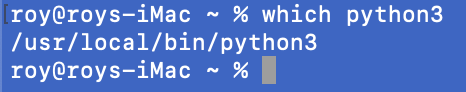 [roy@roys-iMac ~ % which python3
/usr/local/bin/python3
roy@roys-iMac ~ %